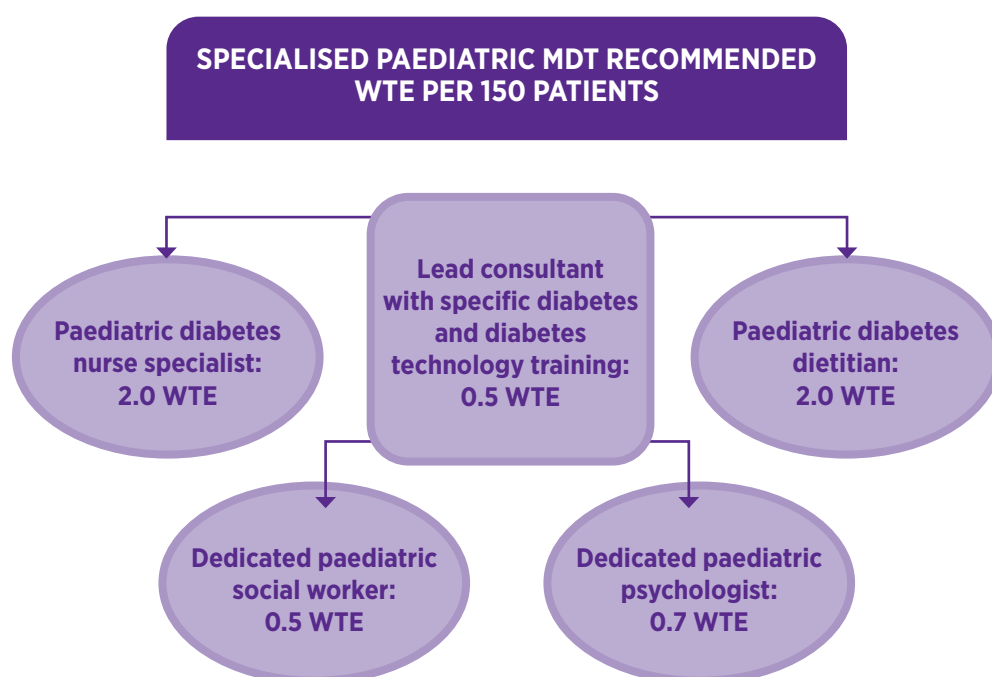 SPECIALISED PAEDIATRIC MDT RECOMMENDED
WTE PER 150 PATIENTS
Lead consultant
with specific diabetes
and diabetes
technology training:
0.5 WTE
Paediatric diabetes
nurse specialist:
2.0 WTE
Paediatric diabetes
dietitian:
2.0 WTE
Dedicated paediatric
social worker:
0.5 WTE
Dedicated paediatric
psychologist:
0.7 WTE